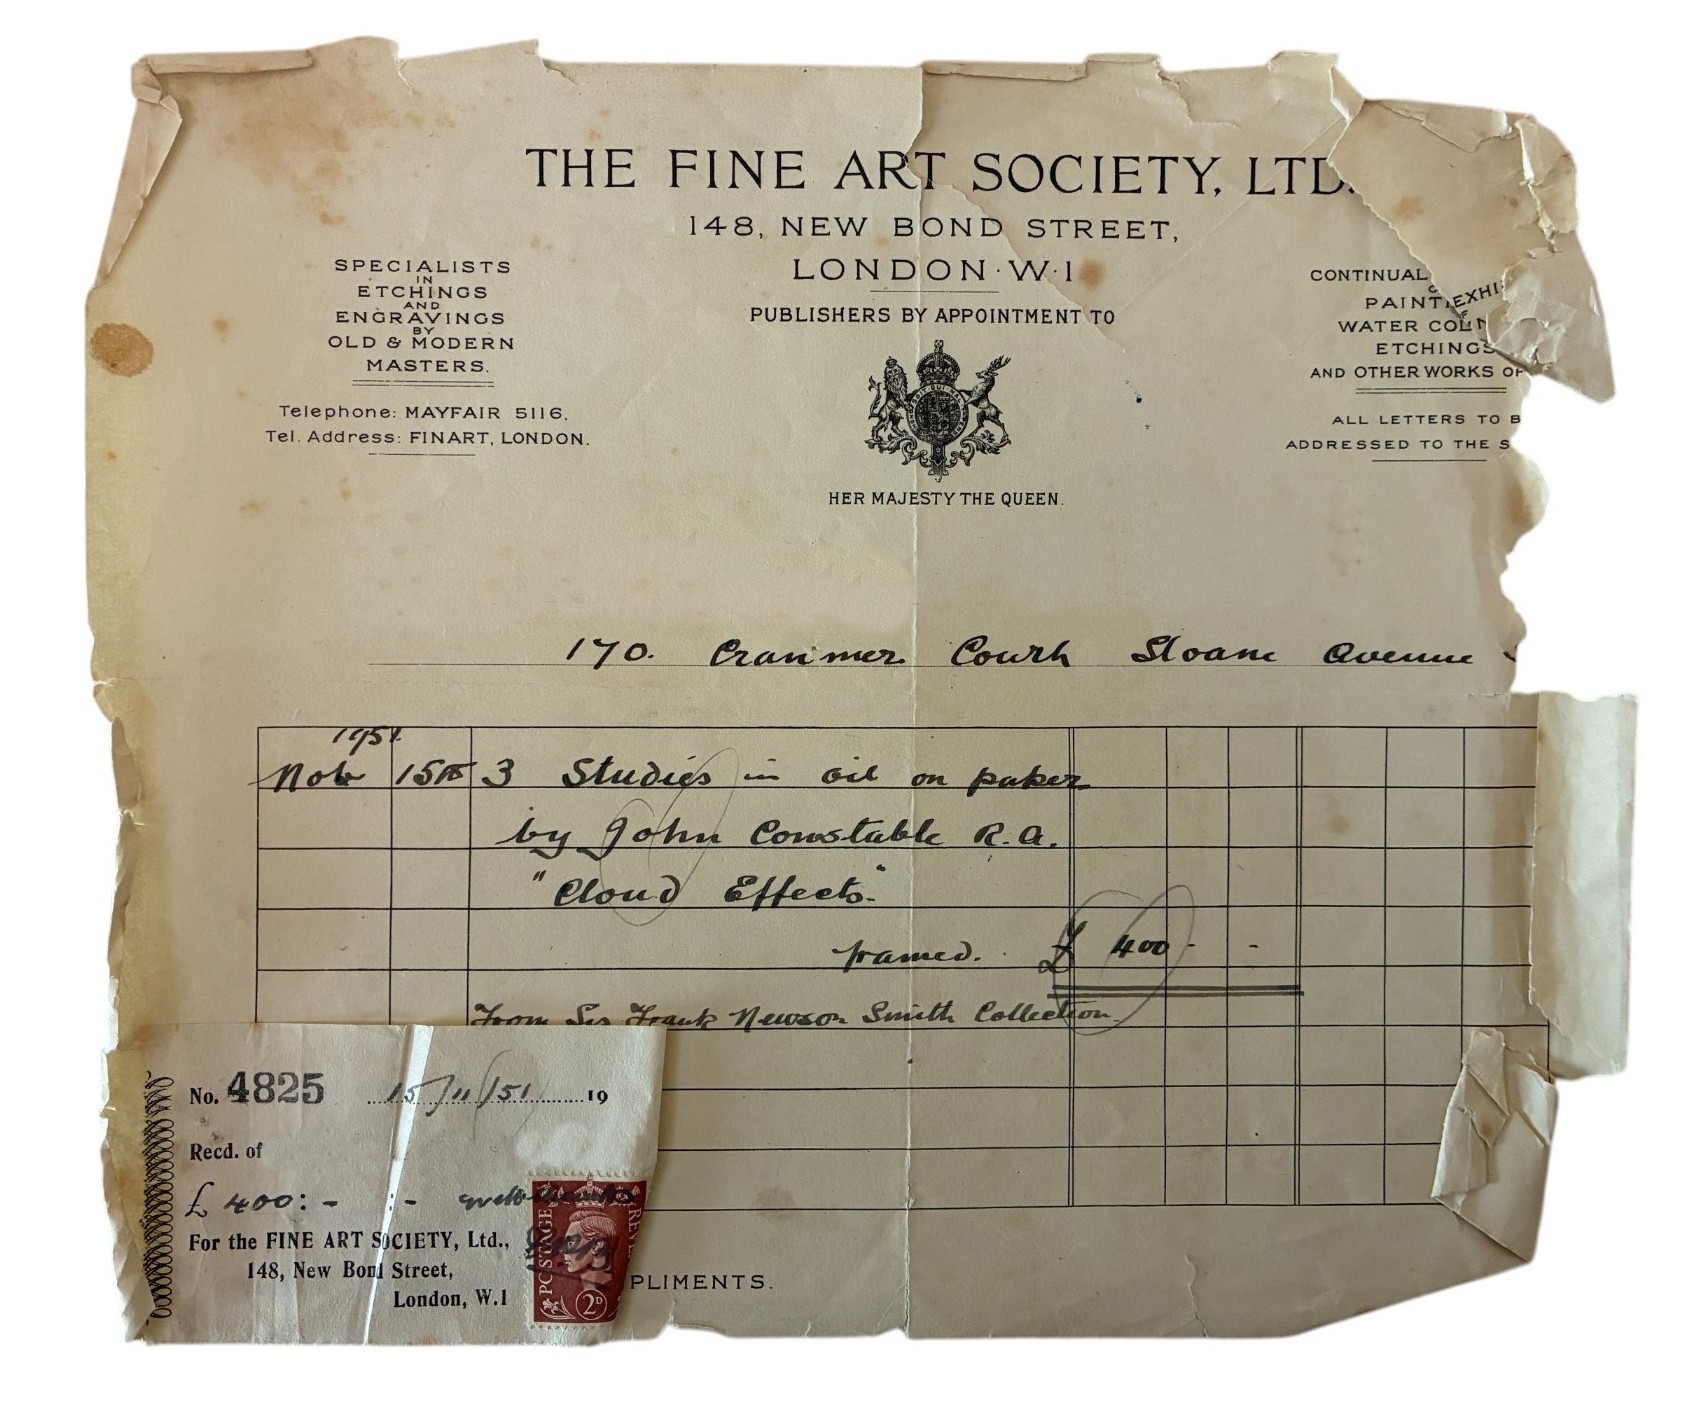 THE FINE ART SOCIETY, LTD.
148, NEW BOND STREET,
LONDON·W·1
PUBLISHERS BY APPOINTMENT TO
HER MAJESTY THE QUEEN.
SPECIALISTS
IN
ETCHINGS
AND
ENGRAVINGS
BY
OLD & MODERN
MASTERS.
Telephone: MAYFAIR 5116.
Tel. Address: FINART, LONDON.
CONTINUAL
EXHI
PAINT
WATER COL
ETCHINGS
AND OTHER WORKS OF
ALL LETTERS TO B
ADDRESSED TO THE S
170. Cranmer Court Sloane Avenue
1951.
Nov 15th 3 Studies in oil on paper
by John Constable R.A.
"Cloud Effects"
framed. £ 400 - -
From Sir Frank Newson Smith Collection
No. 4825 15/11/51 19
Recd. of
£ 400: - : -
For the FINE ART SOCIETY, Ltd.,
148, New Bond Street,
London, W.1
POSTAGE REVEN
2D
PLIMENTS.